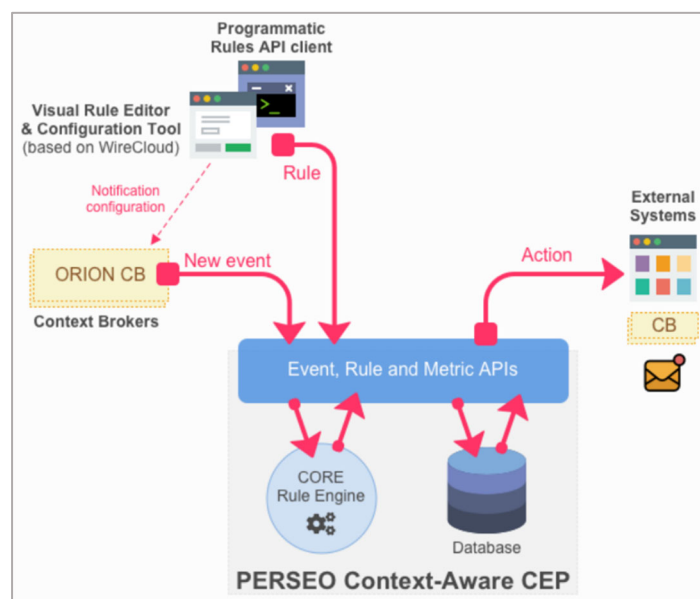 Programmatic
Rules API client
Visual Rule Editor
& Configuration Tool
(based on WireCloud)
Notification
configuration
Rule
External
Systems
ORION CB
New event
Action
Context Brokers
CB
Event, Rule and Metric APIs
CORE
Rule Engine
Database
PERSEO Context-Aware CEP